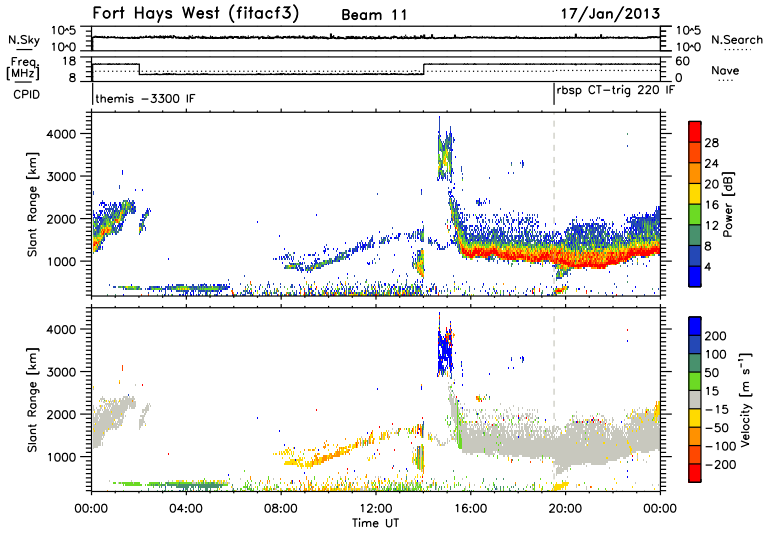 Fort Hays West (fitacf3) Beam 11 17/Jan/2013
N.Sky 10^5 10^5 N.Search
10^0 10^0
Freq. 18 60 Nave
[MHz] 8 0
CPID themis -3300 IF rbsp CT-trig 220 IF
Slant Range [km]
4000
3000
2000
1000
Power [dB]
28
24
20
16
12
8
4
Slant Range [km]
4000
3000
2000
1000
Velocity [m s^-1]
200
100
50
15
-15
-50
-100
-200
00:00 04:00 08:00 12:00 16:00 20:00 00:00
Time UT